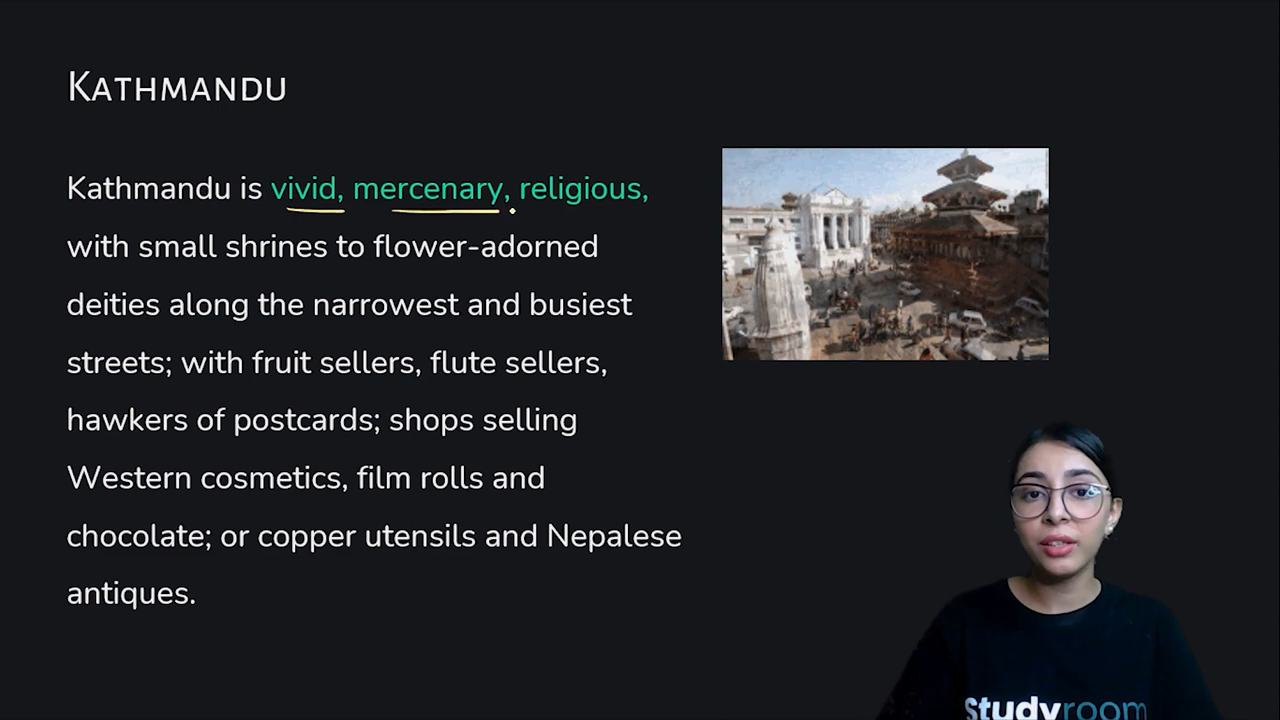 KATHMANDU
Kathmandu is vivid, mercenary, religious,
with small shrines to flower-adorned
deities along the narrowest and busiest
streets; with fruit sellers, flute sellers,
hawkers of postcards; shops selling
Western cosmetics, film rolls and
chocolate; or copper utensils and Nepalese
antiques.
Studyroom